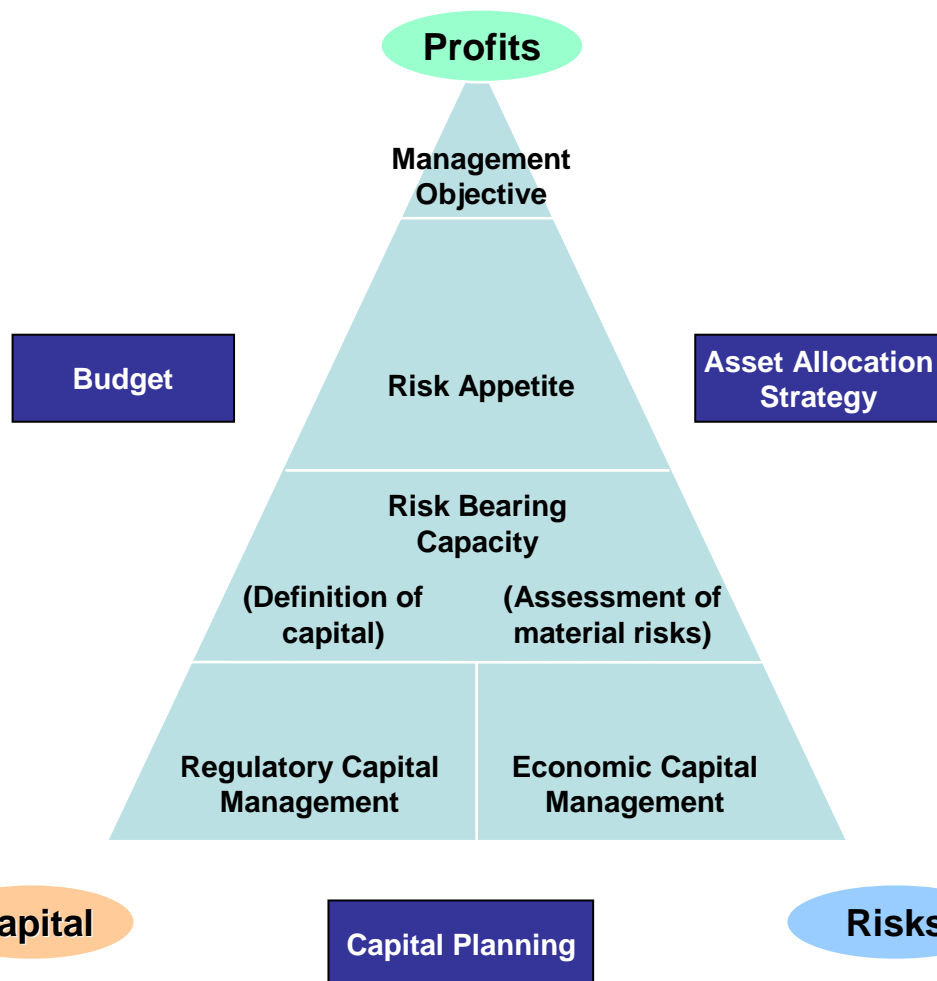 Profits
Management
Objective
Budget
Risk Appetite
Asset Allocation
Strategy
Risk Bearing
Capacity
(Definition of
capital)
(Assessment of
material risks)
Regulatory Capital
Management
Economic Capital
Management
apital
Capital Planning
Risks